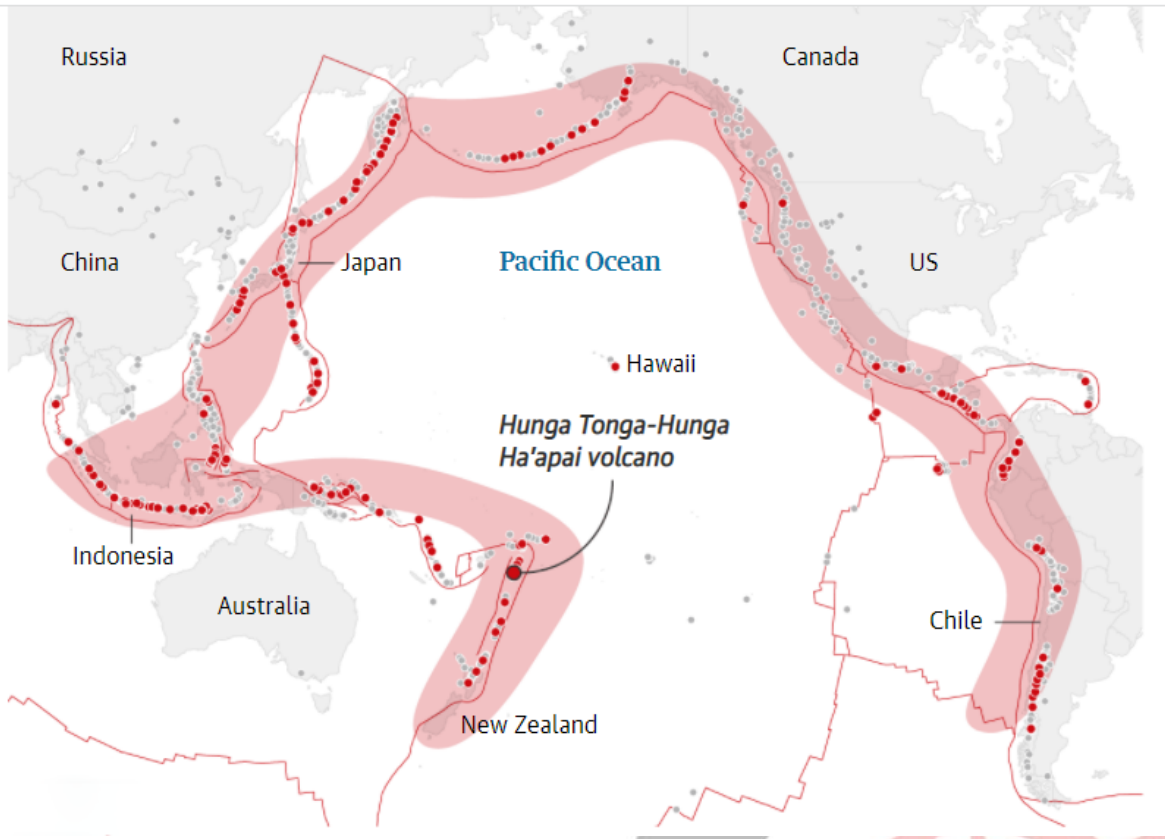 Russia
Canada
China
Japan
Pacific Ocean
US
Hawaii
Hunga Tonga-Hunga
Ha'apai volcano
Indonesia
Australia
Chile
New Zealand